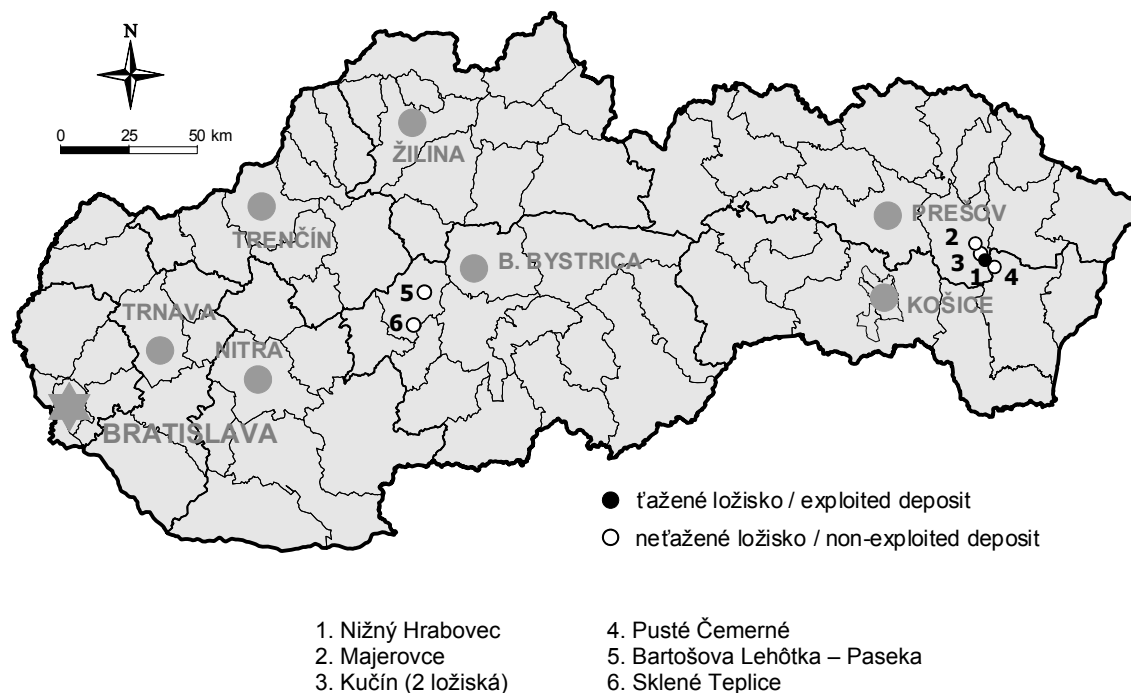 N
0 25 50 km
ŽILINA
PREŠOV
TRENČÍN
2
B. BYSTRICA
3
1 4
5
KOŠICE
TRNAVA
6
NITRA
BRATISLAVA
ťažené ložisko / exploited deposit
neťažené ložisko / non-exploited deposit
1. Nižný Hrabovec
2. Majerovce
3. Kučín (2 ložiská)
4. Pusté Čemerné
5. Bartošova Lehôtka – Paseka
6. Sklené Teplice